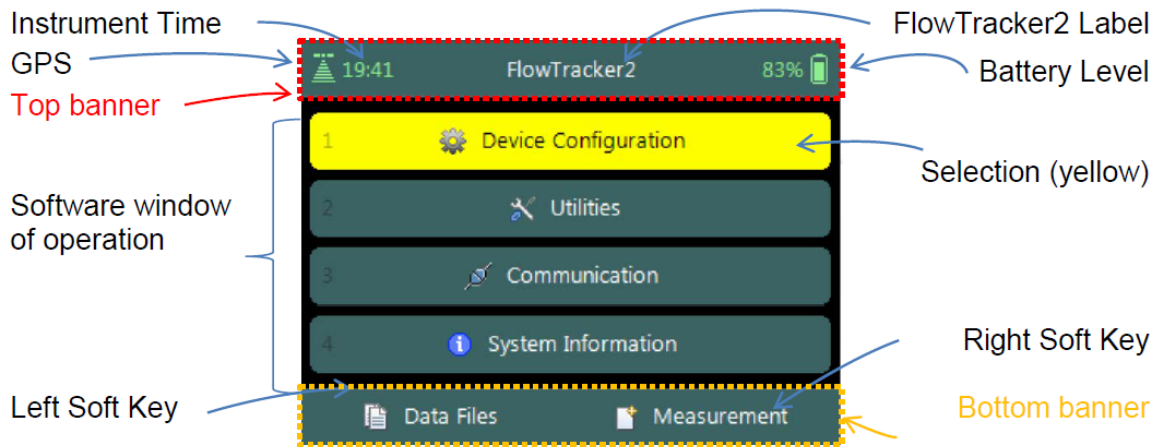 Instrument Time
FlowTracker2 Label
GPS
19:41
FlowTracker2
83%
Battery Level
Top banner
1
Device Configuration
Selection (yellow)
Software window
of operation
2
Utilities
3
Communication
4
System Information
Right Soft Key
Left Soft Key
Data Files
Measurement
Bottom banner